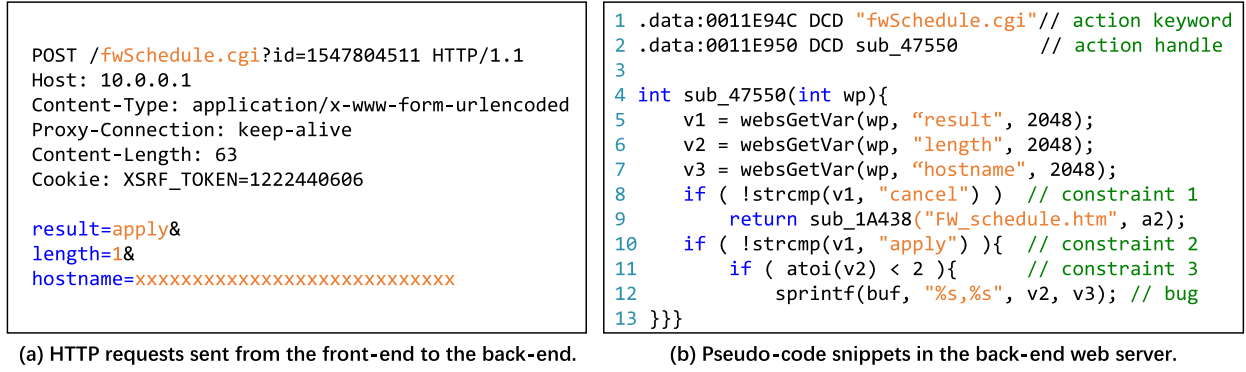 POST /fwSchedule.cgi?id=1547804511 HTTP/1.1
Host: 10.0.0.1
Content-Type: application/x-www-form-urlencoded
Proxy-Connection: keep-alive
Content-Length: 63
Cookie: XSRF_TOKEN=1222440606
result=apply&
length=1&
hostname=xxxxxxxxxxxxxxxxxxxxxxxxxxxx
(a) HTTP requests sent from the front-end to the back-end.
1 .data:0011E94C DCD "fwSchedule.cgi"// action keyword
2 .data:0011E950 DCD sub_47550 // action handle
3
4 int sub_47550(int wp){
5 v1 = websGetVar(wp, “result", 2048);
6 v2 = websGetVar(wp, "length", 2048);
7 v3 = websGetVar(wp, “hostname", 2048);
8 if ( !strcmp(v1, "cancel") ) // constraint 1
9 return sub_1A438("FW_schedule.htm", a2);
10 if ( !strcmp(v1, "apply") ){ // constraint 2
11 if ( atoi(v2) < 2 ){ // constraint 3
12 sprintf(buf, "%s,%s", v2, v3); // bug
13 }}}
(b) Pseudo-code snippets in the back-end web server.